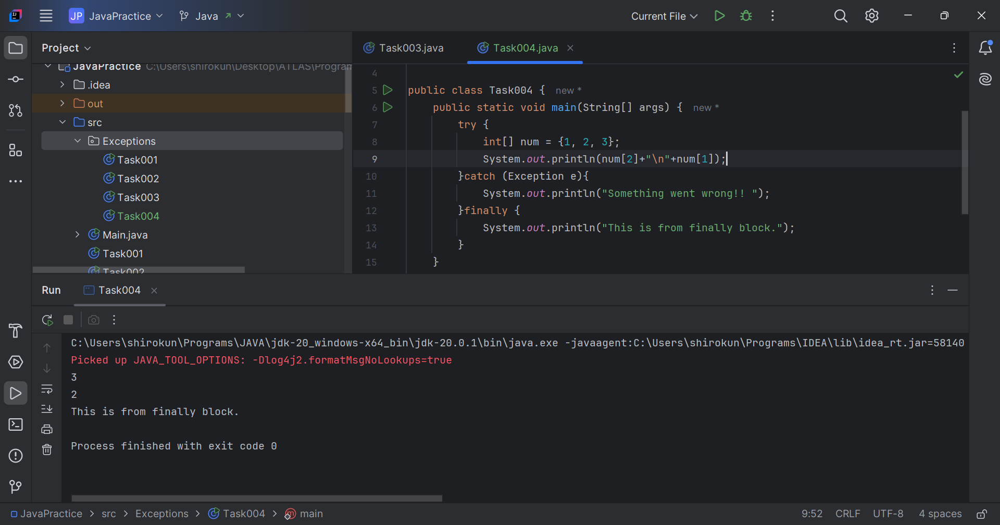 JP JavaPractice Java Current File
Project
JavaPractice C:\Users\shirokun\Desktop\ATLAS\Program
.idea
out
src
Exceptions
Task001
Task002
Task003
Task004
Main.java
Task001
Task002
Task003.java Task004.java
4
5 public class Task004 { new *
6 public static void main(String[] args) { new *
7 try {
8 int[] num = {1, 2, 3};
9 System.out.println(num[2]+"\n"+num[1]);
10 }catch (Exception e){
11 System.out.println("Something went wrong!! ");
12 }finally {
13 System.out.println("This is from finally block.");
14 }
15 }
Run Task004
C:\Users\shirokun\Programs\JAVA\jdk-20_windows-x64_bin\jdk-20.0.1\bin\java.exe -javaagent:C:\Users\shirokun\Programs\IDEA\lib\idea_rt.jar=58140
Picked up JAVA_TOOL_OPTIONS: -Dlog4j2.formatMsgNoLookups=true
3
2
This is from finally block.
Process finished with exit code 0
JavaPractice > src > Exceptions > Task004 > main 9:52 CRLF UTF-8 4 spaces